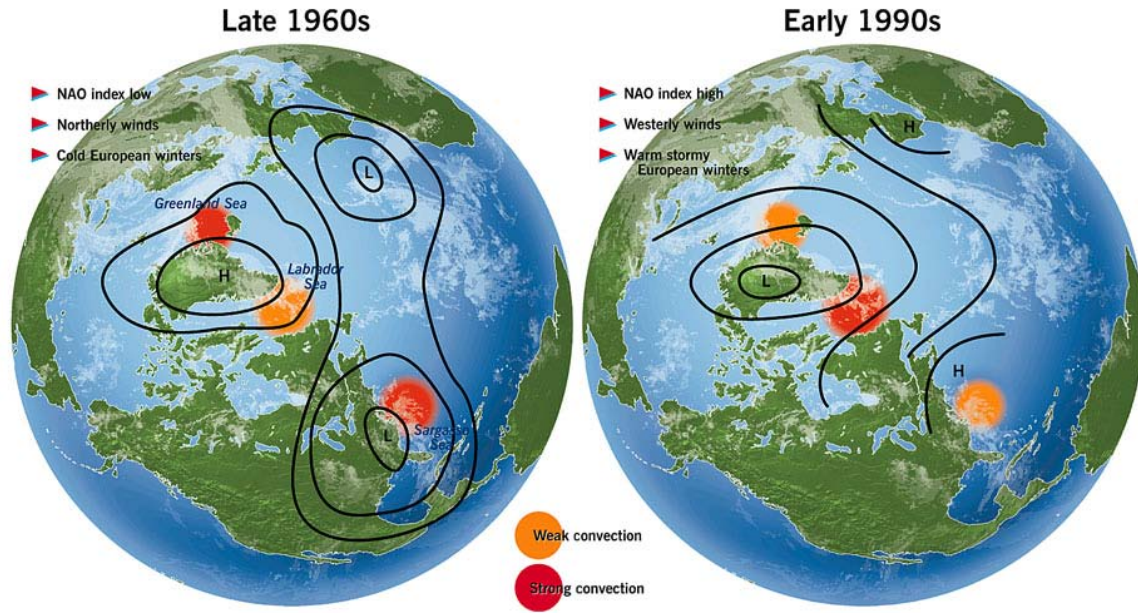 Late 1960s
NAO index low
Northerly winds
Cold European winters
Greenland Sea
L
H
Labrador
Sea
L
Sargasso
Sea
Early 1990s
NAO index high
Westerly winds
Warm stormy
European winters
H
L
H
Weak convection
Strong convection